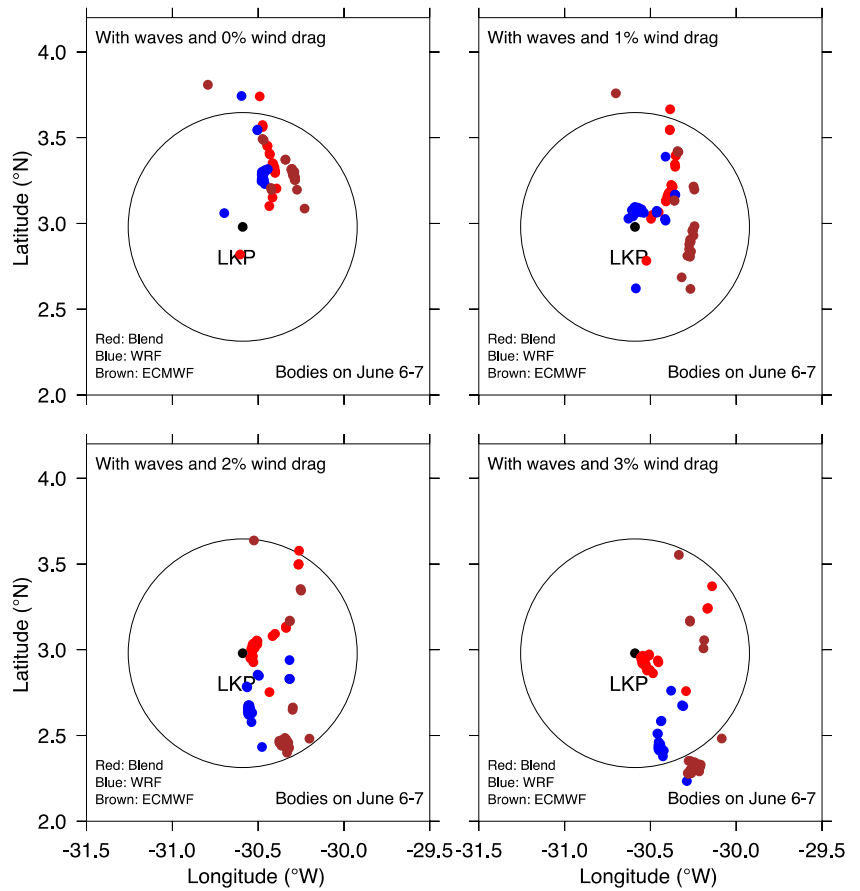 With waves and 0% wind drag
With waves and 1% wind drag
4.0
3.5
3.0
2.5
2.0
Latitude (°N)
LKP
LKP
Latitude (°N)
Red: Blend
Blue: WRF
Brown: ECMWF
Bodies on June 6-7
Red: Blend
Blue: WRF
Brown: ECMWF
Bodies on June 6-7
With waves and 2% wind drag
With waves and 3% wind drag
4.0
3.5
3.0
2.5
2.0
Latitude (°N)
LKP
LKP
Latitude (°N)
Red: Blend
Blue: WRF
Brown: ECMWF
Bodies on June 6-7
Red: Blend
Blue: WRF
Brown: ECMWF
Bodies on June 6-7
-31.5 -31.0 -30.5 -30.0 -29.5
-31.0 -30.5 -30.0 -29.5
Longitude (°W)
Longitude (°W)